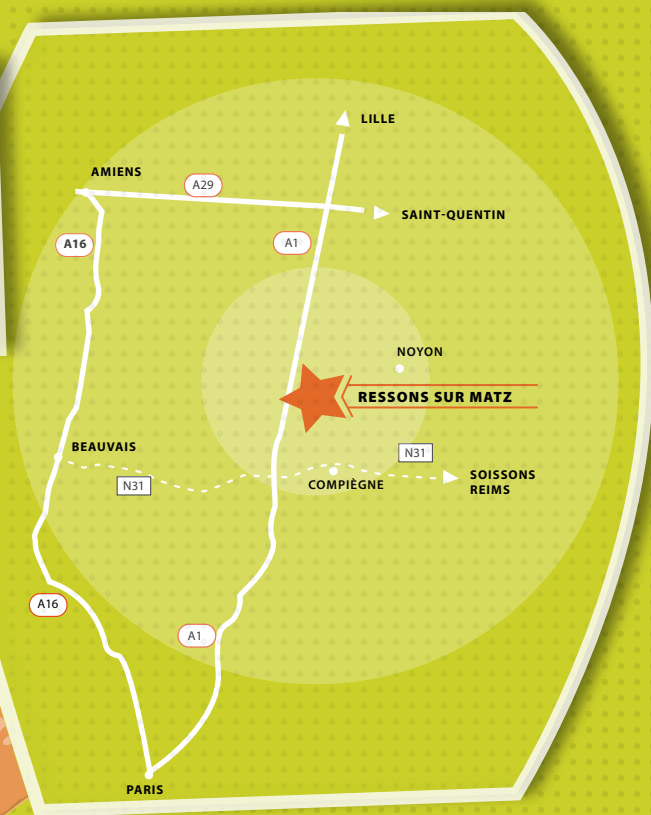 LILLE
AMIENS
A29
SAINT-QUENTIN
A16
A1
NOYON
RESSONS SUR MATZ
BEAUVAIS
N31
SOISSONS
REIMS
N31
COMPIÈGNE
A16
A1
PARIS